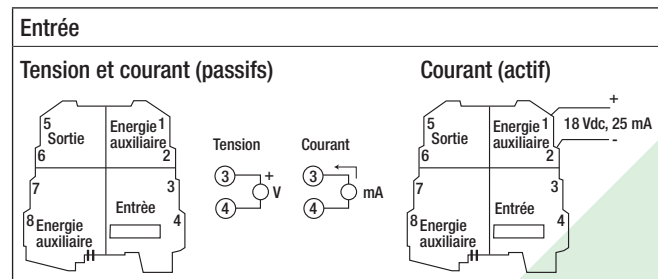 Entrée
Tension et courant (passifs)
Courant (actif)
5
Sortie
6
Energie
auxiliaire
1
2
7
8
Energie
auxiliaire
3
Entrèe
4
Tension
3
+
V
4
Courant
3
mA
4
5
Sortie
6
Energie
auxiliaire
1
2
+
18 Vdc, 25 mA
-
7
8
Energie
auxiliaire
3
Entrée
4